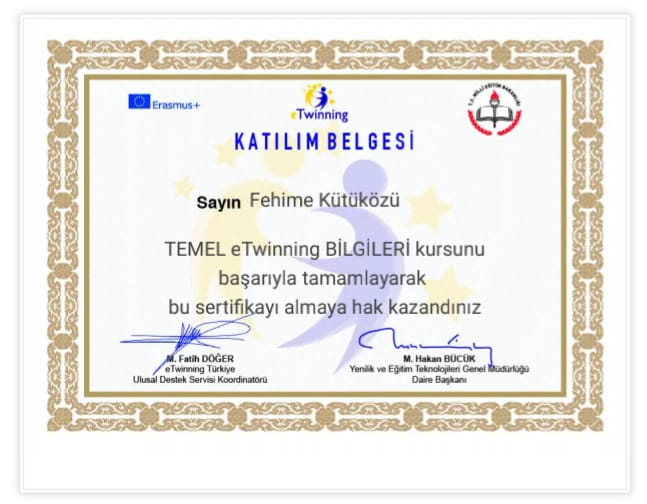 Erasmus+
eTwinning
T.C. MİLLÎ EĞİTİM BAKANLIĞI
KATILIM BELGESİ
Sayın Fehime Kütüközü
TEMEL eTwinning BİLGİLERİ kursunu
başarıyla tamamlayarak
bu sertifikayı almaya hak kazandınız
M. Fatih DÖĞER
eTwinning Türkiye
Ulusal Destek Servisi Koordinatörü
M. Hakan BÜCÜK
Yenilik ve Eğitim Teknolojileri Genel Müdürlüğü
Daire Başkanı